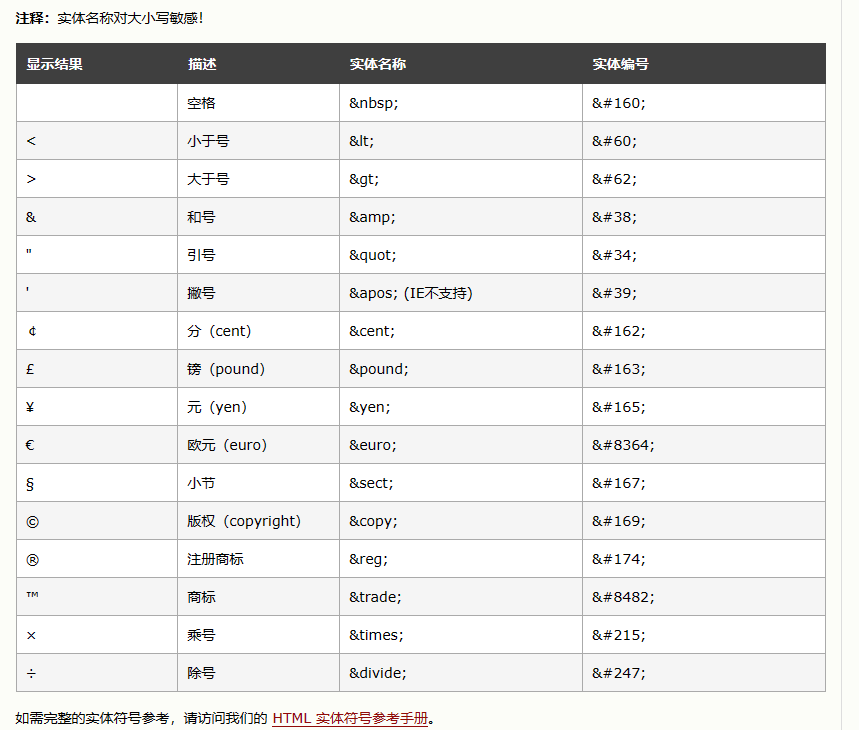 注释：实体名称对大小写敏感！
显示结果 描述 实体名称 实体编号
空格 &nbsp; &#160;
< 小于号 &lt; &#60;
> 大于号 &gt; &#62;
& 和号 &amp; &#38;
" 引号 &quot; &#34;
' 撇号 &apos; (IE不支持) &#39;
￠ 分（cent） &cent; &#162;
£ 镑（pound） &pound; &#163;
¥ 元（yen） &yen; &#165;
€ 欧元（euro） &euro; &#8364;
§ 小节 &sect; &#167;
© 版权（copyright） &copy; &#169;
® 注册商标 &reg; &#174;
™ 商标 &trade; &#8482;
× 乘号 &times; &#215;
÷ 除号 &divide; &#247;
如需完整的实体符号参考，请访问我们的 HTML 实体符号参考手册。